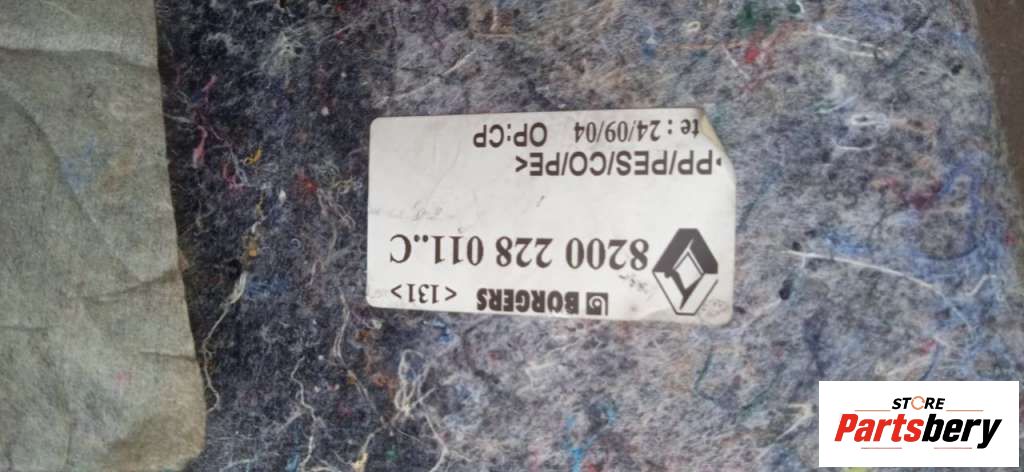 BORGERS <131>
8200 228 011..C
PP/PES/CO/PE<
te : 24/09/04 OP:CP
STORE
Partsbery